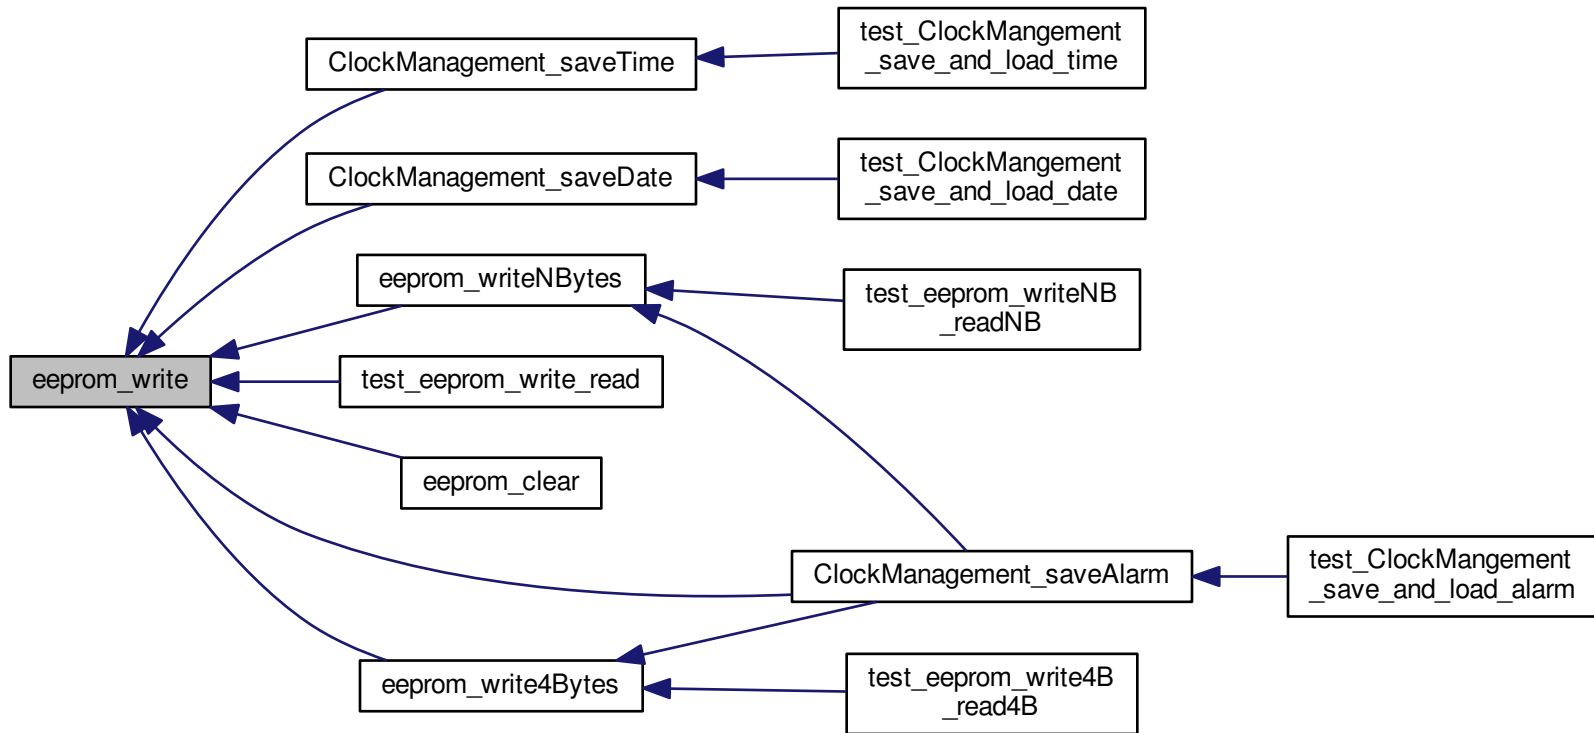 ClockManagement_saveTime
test_ClockMangement
_save_and_load_time
ClockManagement_saveDate
test_ClockMangement
_save_and_load_date
eeprom_writeNBytes
test_eeprom_writeNB
_readNB
eeprom_write
test_eeprom_write_read
eeprom_clear
ClockManagement_saveAlarm
test_ClockMangement
_save_and_load_alarm
eeprom_write4Bytes
test_eeprom_write4B
_read4B